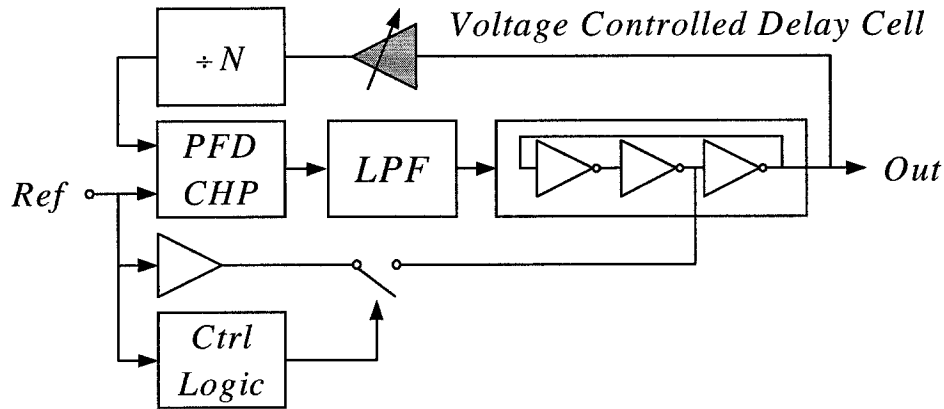 Voltage Controlled Delay Cell
÷N
PFD
CHP
LPF
Out
Ref
Ctrl
Logic